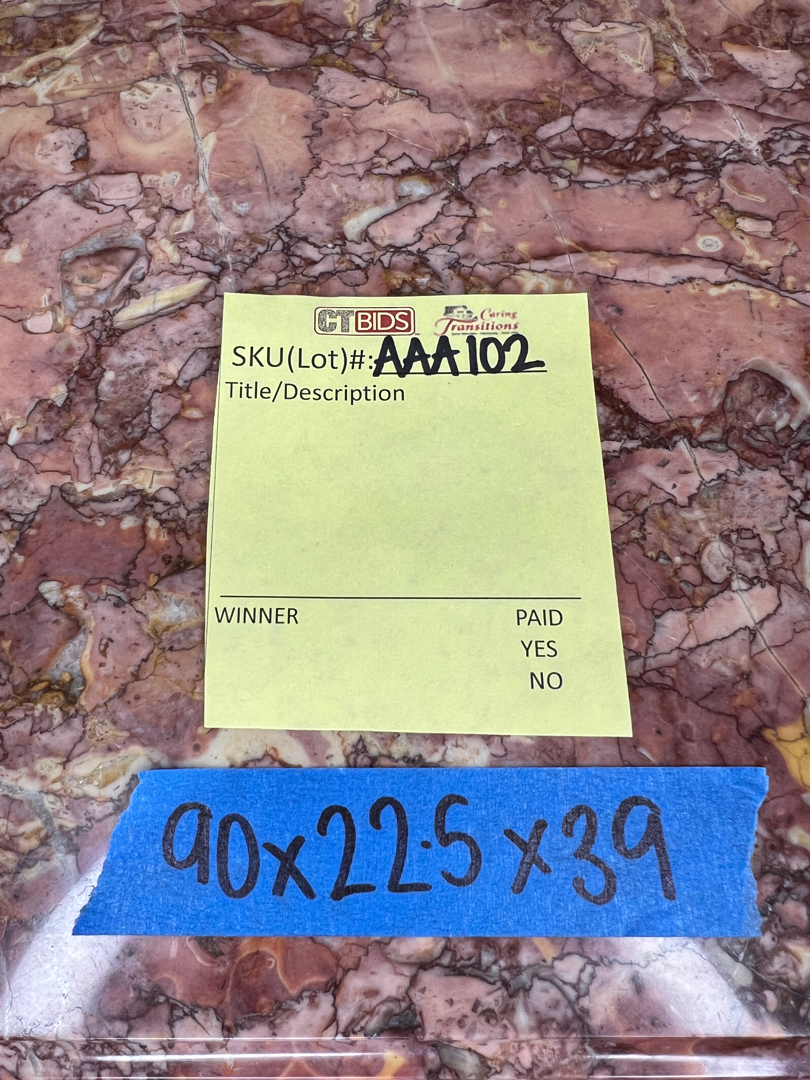 CTBIDS Caring Transitions
SKU(Lot)#:AAA102
Title/Description
WINNER PAID
YES
NO
90x22.5x39